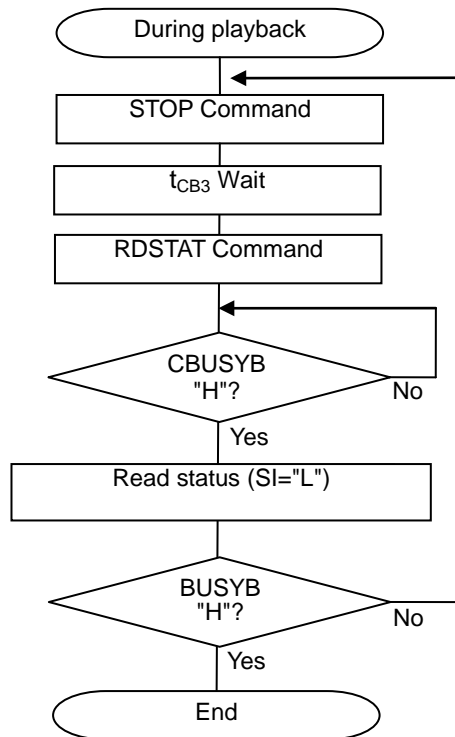 During playback
STOP Command
tCB3 Wait
RDSTAT Command
CBUSYB
"H"?
No
Yes
Read status (SI="L")
BUSYB
"H"?
No
Yes
End